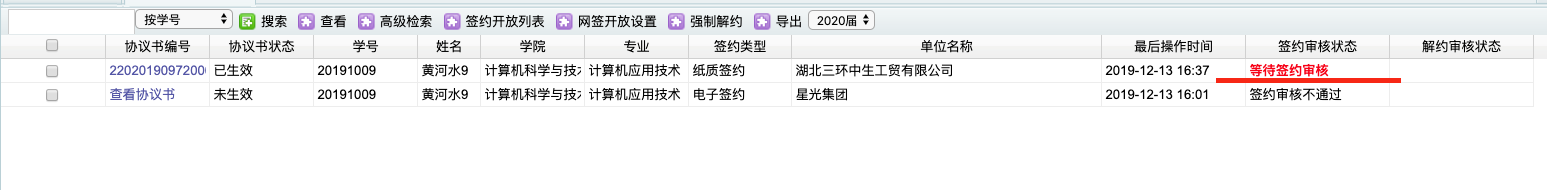 按学号 搜索 查看 高级检索 签约开放列表 网签开放设置 强制解约 导出 2020届
协议书编号 协议书状态 学号 姓名 学院 专业 签约类型 单位名称 最后操作时间 签约审核状态 解约审核状态
2202019097200 已生效 20191009 黄河水9 计算机科学与技 计算机应用技术 纸质签约 湖北三环中生工贸有限公司 2019-12-13 16:37 等待签约审核
查看协议书 未生效 20191009 黄河水9 计算机科学与技 计算机应用技术 电子签约 星光集团 2019-12-13 16:01 签约审核不通过